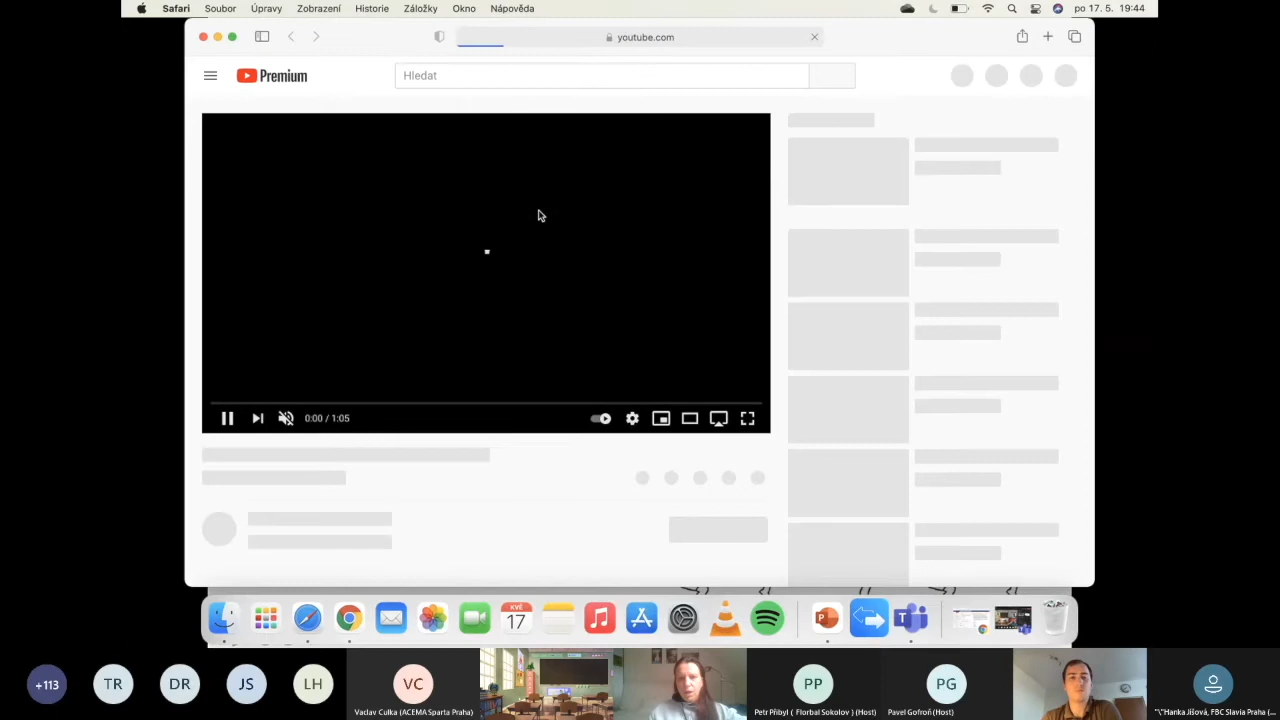 Safari Soubor Úpravy Zobrazení Historie Záložky Okno Nápověda po 17. 5. 19:44
youtube.com
Premium
Hledat
0:00 / 1:05
KVĚ
17
+113
TR
DR
JS
LH
VC
Vaclav Culka (ACEMA Sparta Praha)
PP
Petr Přibyl ( Florbal Sokolov ) (Host)
PG
Pavel Gofroň (Host)
"\"Hanka Jíšová, FBC Slavia Praha (...